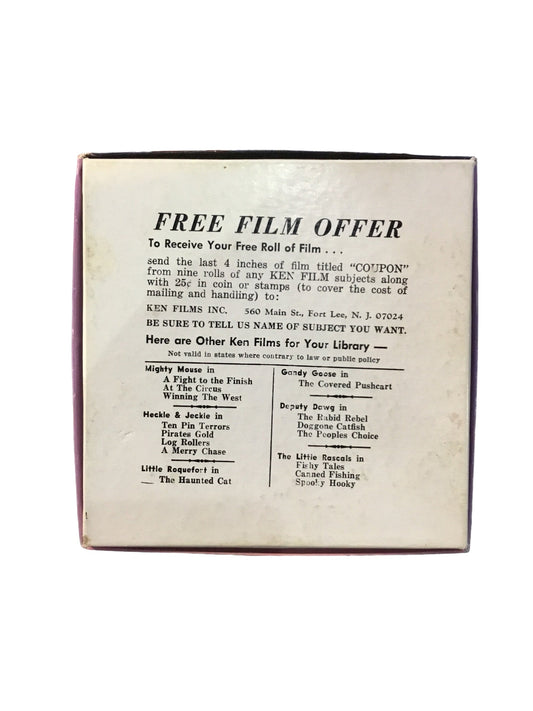 FREE FILM OFFER
To Receive Your Free Roll of Film . . .
send the last 4 inches of film titled "COUPON"
from nine rolls of any KEN FILM subjects along
with 25¢ in coin or stamps (to cover the cost of
mailing and handling) to:
KEN FILMS INC. 560 Main St., Fort Lee, N. J. 07024
BE SURE TO TELL US NAME OF SUBJECT YOU WANT.
Here are Other Ken Films for Your Library —
Not valid in states where contrary to law or public policy
Mighty Mouse in
A Fight to the Finish
At The Circus
Winning The West
Heckle & Jeckle in
Ten Pin Terrors
Pirates Gold
Log Rollers
A Merry Chase
Little Roquefort in
The Haunted Cat
Gandy Goose in
The Covered Pushcart
Deputy Dawg in
The Rabid Rebel
Doggone Catfish
The Peoples Choice
The Little Rascals in
Fishy Tales
Canned Fishing
Spooky Hooky